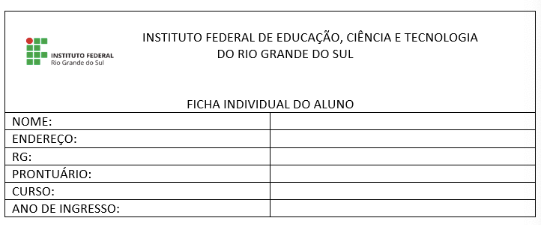 INSTITUTO FEDERAL DE EDUCAÇÃO, CIÊNCIA E TECNOLOGIA
DO RIO GRANDE DO SUL
INSTITUTO FEDERAL
Rio Grande do Sul
FICHA INDIVIDUAL DO ALUNO
NOME:
ENDEREÇO:
RG:
PRONTUÁRIO:
CURSO:
ANO DE INGRESSO: